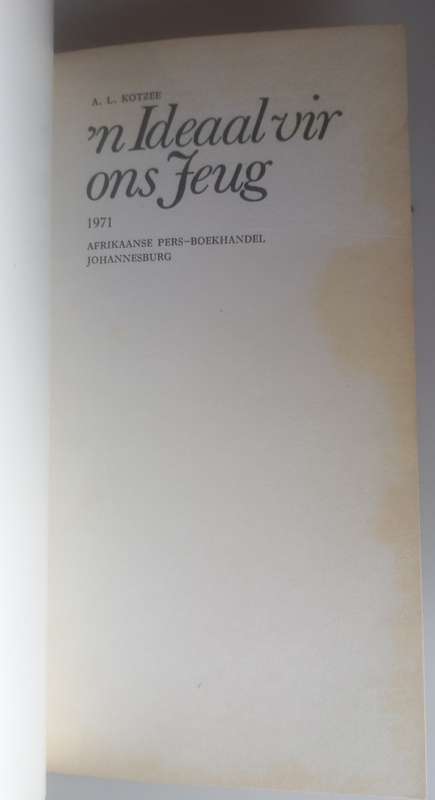 A. L. KOTZEE
'n Ideaal vir
ons Jeug
1971
AFRIKAANSE PERS-BOEKHANDEL
JOHANNESBURG